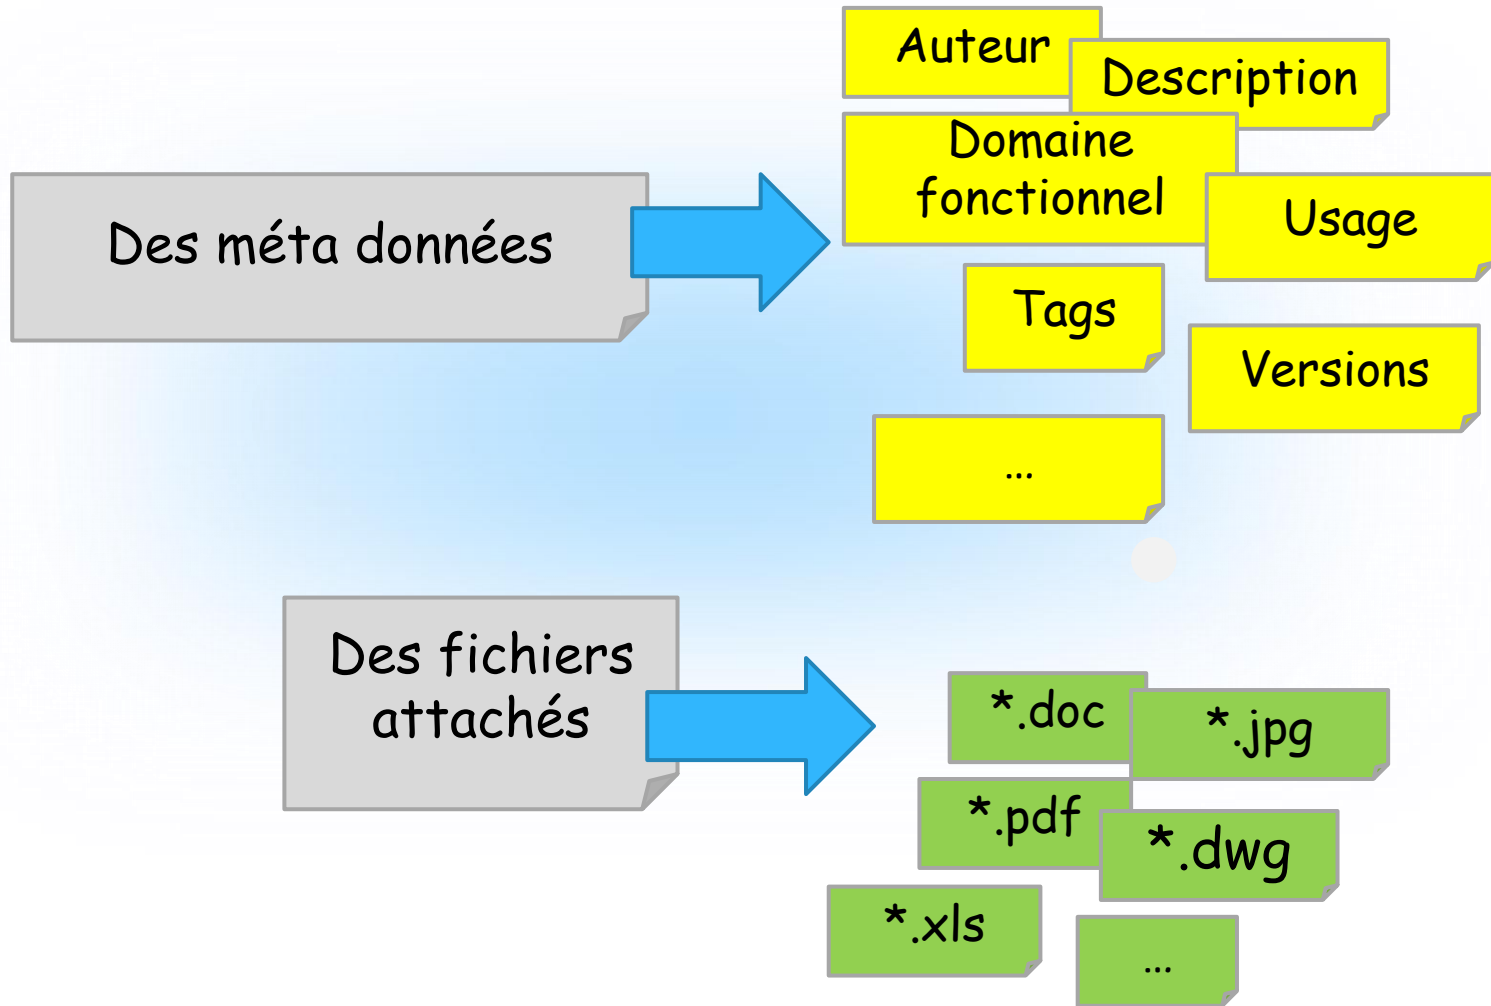 Auteur
Description
Domaine
fonctionnel
Des méta données
Usage
Tags
Versions
…
Des fichiers
attachés
*.doc
*.jpg
*.pdf
*.dwg
*.xls
…